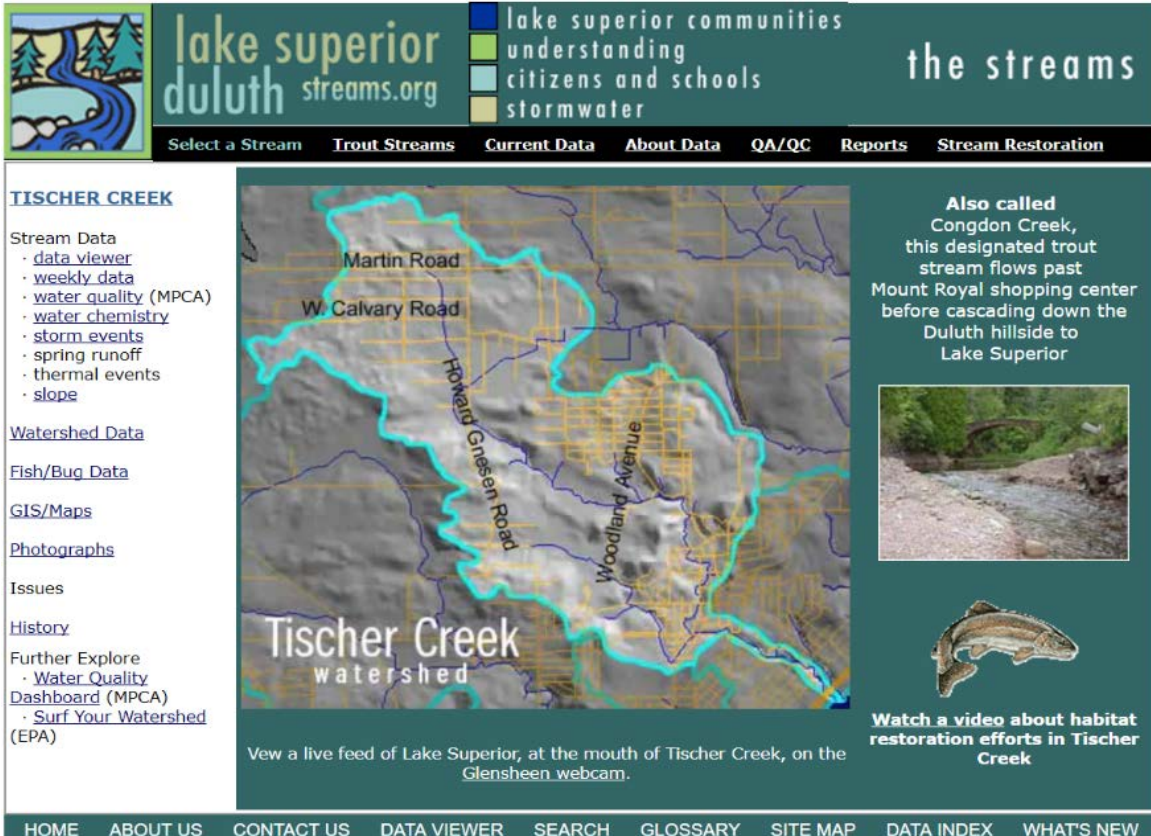 lake superior
duluth streams.org
lake superior communities
understanding
citizens and schools
stormwater
the streams
Select a Stream Trout Streams Current Data About Data QA/QC Reports Stream Restoration
TISCHER CREEK
Stream Data
· data viewer
· weekly data
· water quality (MPCA)
· water chemistry
· storm events
· spring runoff
· thermal events
· slope
Watershed Data
Fish/Bug Data
GIS/Maps
Photographs
Issues
History
Further Explore
· Water Quality
Dashboard (MPCA)
· Surf Your Watershed
(EPA)
Martin Road
W. Calvary Road
Howard Gnesen Road
Woodland Avenue
Tischer Creek
watershed
Vew a live feed of Lake Superior, at the mouth of Tischer Creek, on the
Glensheen webcam.
Also called
Congdon Creek,
this designated trout
stream flows past
Mount Royal shopping center
before cascading down the
Duluth hillside to
Lake Superior
Watch a video about habitat
restoration efforts in Tischer
Creek
HOME ABOUT US CONTACT US DATA VIEWER SEARCH GLOSSARY SITE MAP DATA INDEX WHAT'S NEW